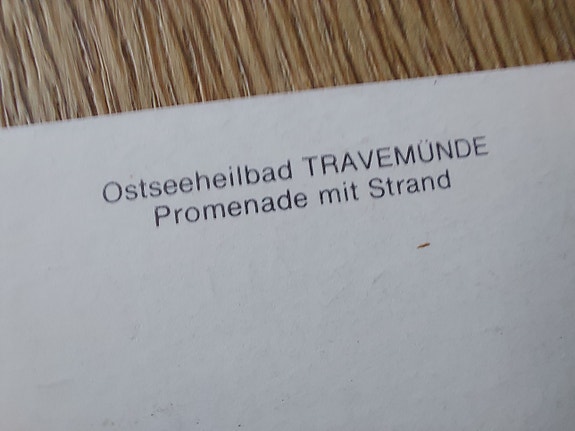 Ostseeheilbad TRAVEMÜNDE
Promenade mit Strand